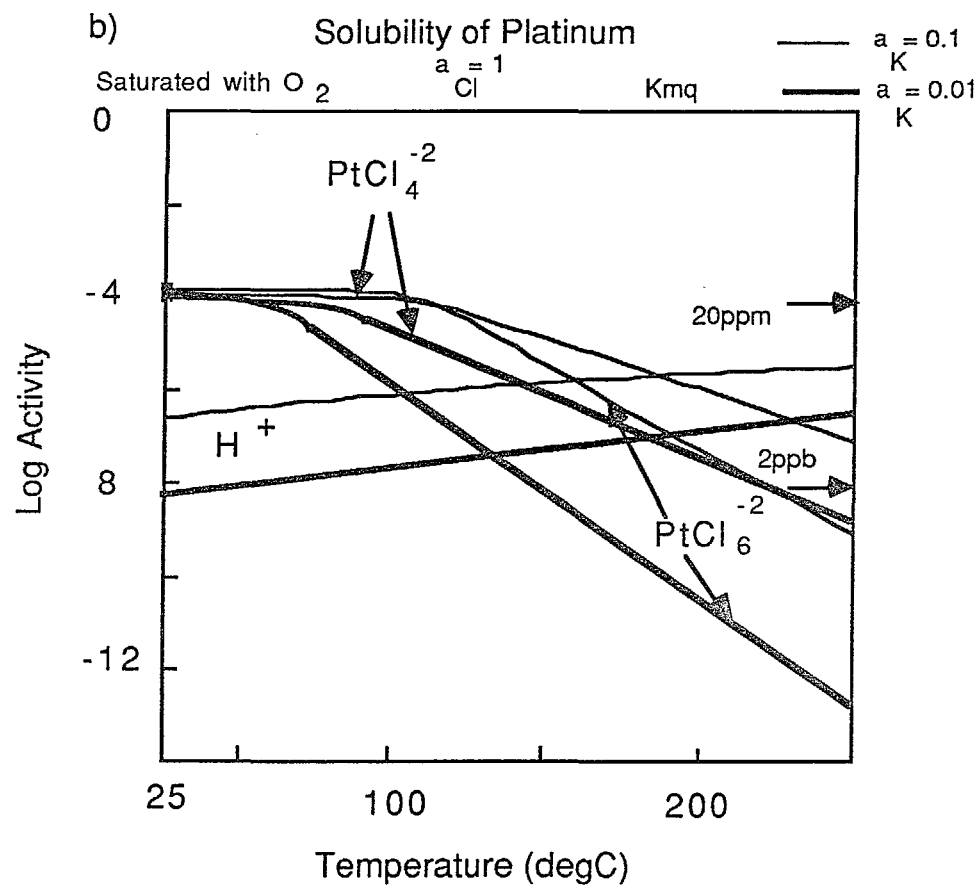 b)
Solubility of Platinum
a = 0.1
K
Saturated with O 2
a = 1
Cl
Kmq
a = 0.01
K
0
PtCl 4 -2
-4
20ppm
H +
8
2ppb
PtCl 6 -2
-12
Log Activity
25
100
200
Temperature (degC)